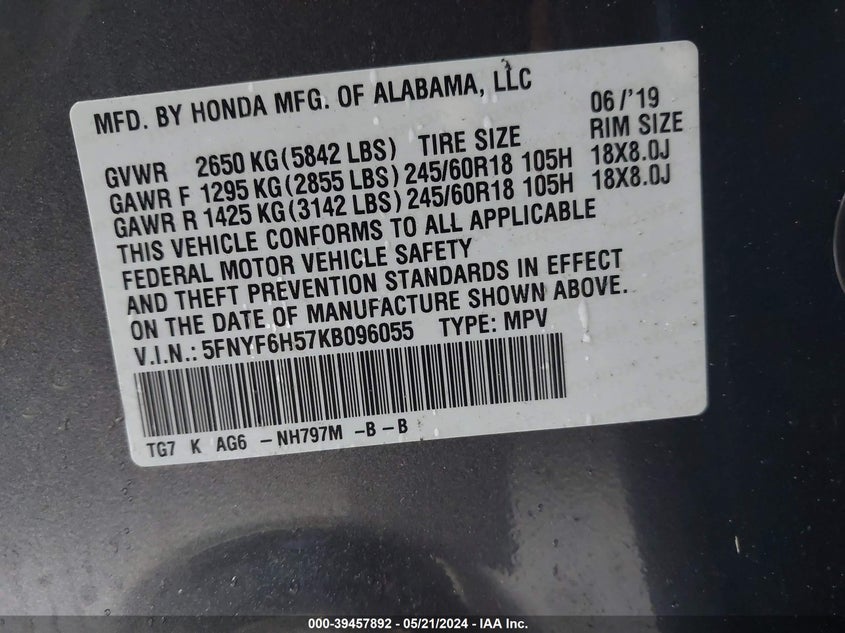 MFD. BY HONDA MFG. OF ALABAMA, LLC 06/'19
GVWR 2650 KG(5842 LBS) TIRE SIZE RIM SIZE
GAWR F 1295 KG(2855 LBS) 245/60R18 105H 18X8.0J
GAWR R 1425 KG(3142 LBS) 245/60R18 105H 18X8.0J
THIS VEHICLE CONFORMS TO ALL APPLICABLE
FEDERAL MOTOR VEHICLE SAFETY
AND THEFT PREVENTION STANDARDS IN EFFECT
ON THE DATE OF MANUFACTURE SHOWN ABOVE.
V.I.N.: 5FNYF6H57KB096055 TYPE: MPV
TG7 K AG6 -NH797M -B-B
000-39457892 - 05/21/2024 - IAA Inc.